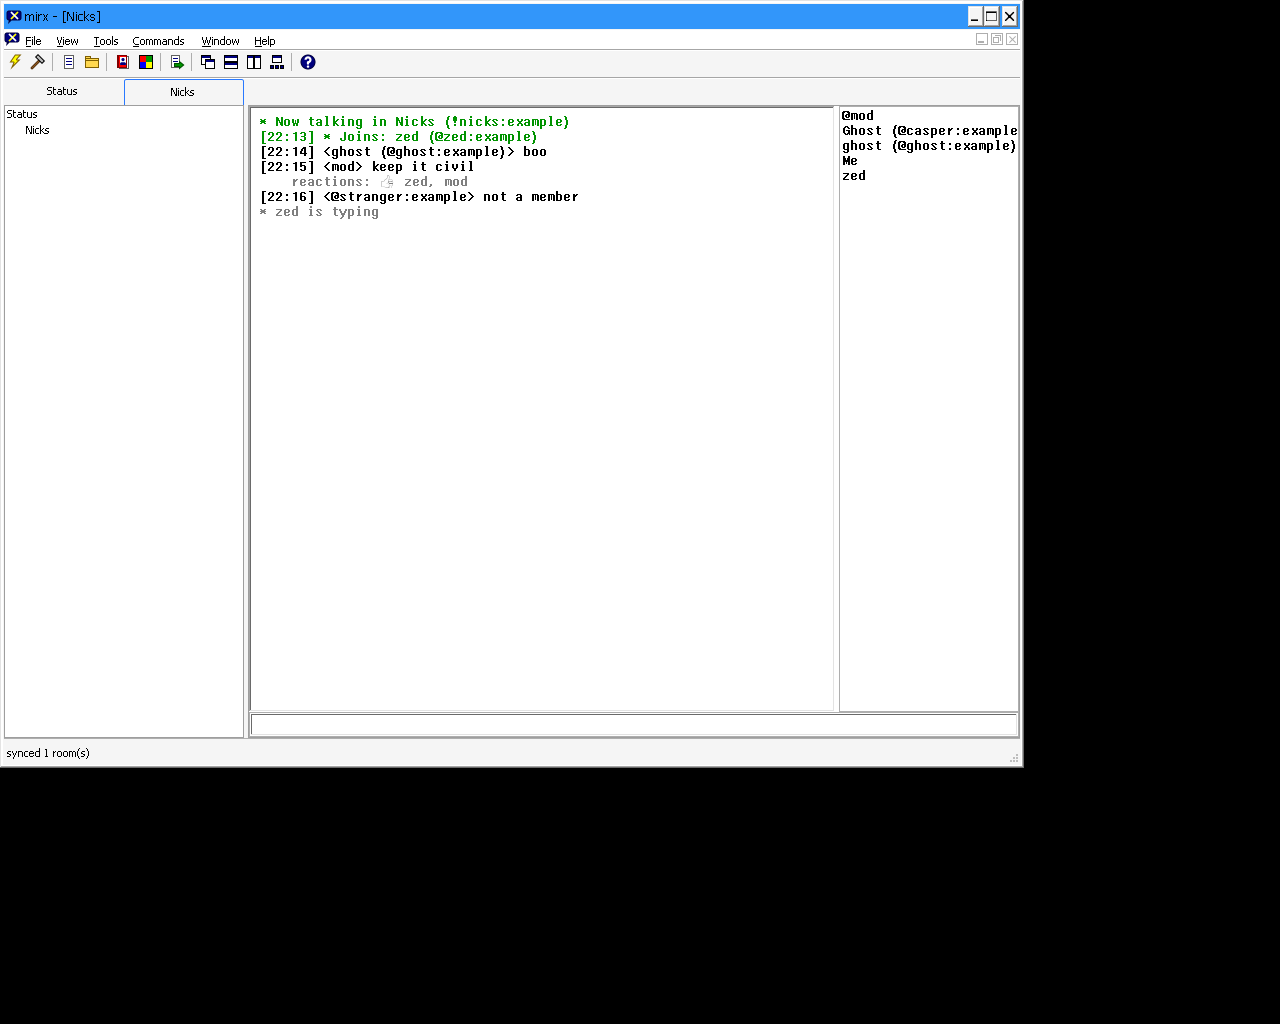 mirx - [Nicks]
File View Tools Commands Window Help
Status Nicks
Status
Nicks
* Now talking in Nicks (!nicks:example)
[22:13] * Joins: zed (@zed:example)
[22:14] <ghost (@ghost:example)> boo
[22:15] <mod> keep it civil
reactions: 👍 zed, mod
[22:16] <@stranger:example> not a member
* zed is typing
@mod
Ghost (@casper:example
ghost (@ghost:example)
Me
zed
synced 1 room(s)